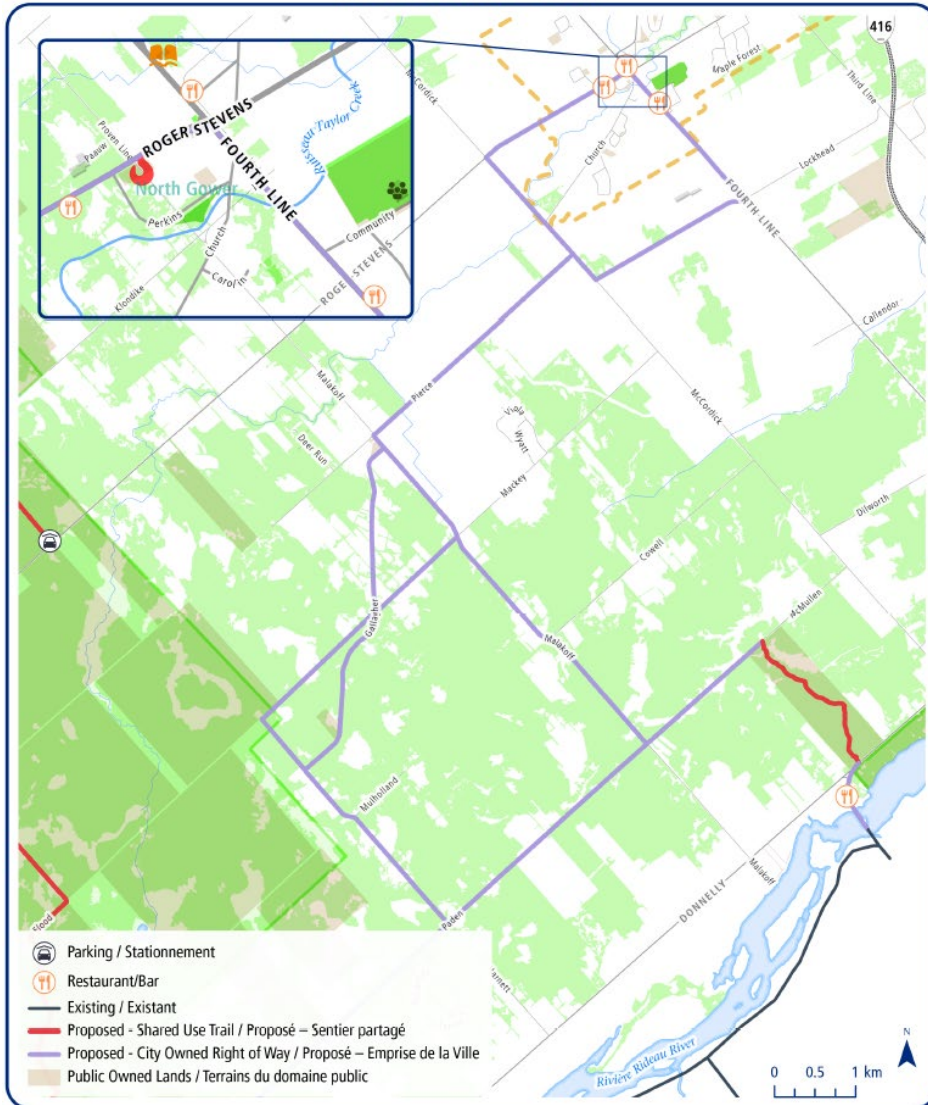 416
Maple Forest
Third Line
McCordick
Church
Lockhead
FOURTH LINE
Ruisseau Taylor Creek
ROGER STEVENS
Proven Line
Paauw
FOURTH LINE
North Gower
Perkins
Church
Community
Carolin
Klondike
ROGER-STEVENS
Callendor
Malakoff
Pierce
McCordick
Deer Run
Viola
Wyatt
Mackey
Dilworth
Cowell
McMullen
Gallagher
Malakoff
Mulholland
Malakoff
DONNELLY
Paden
Flood
Parking / Stationnement
Restaurant/Bar
Existing / Existant
Proposed - Shared Use Trail / Proposé – Sentier partagé
Proposed - City Owned Right of Way / Proposé – Emprise de la Ville
Public Owned Lands / Terrains du domaine public
Rivière Rideau River
N
0 0.5 1 km